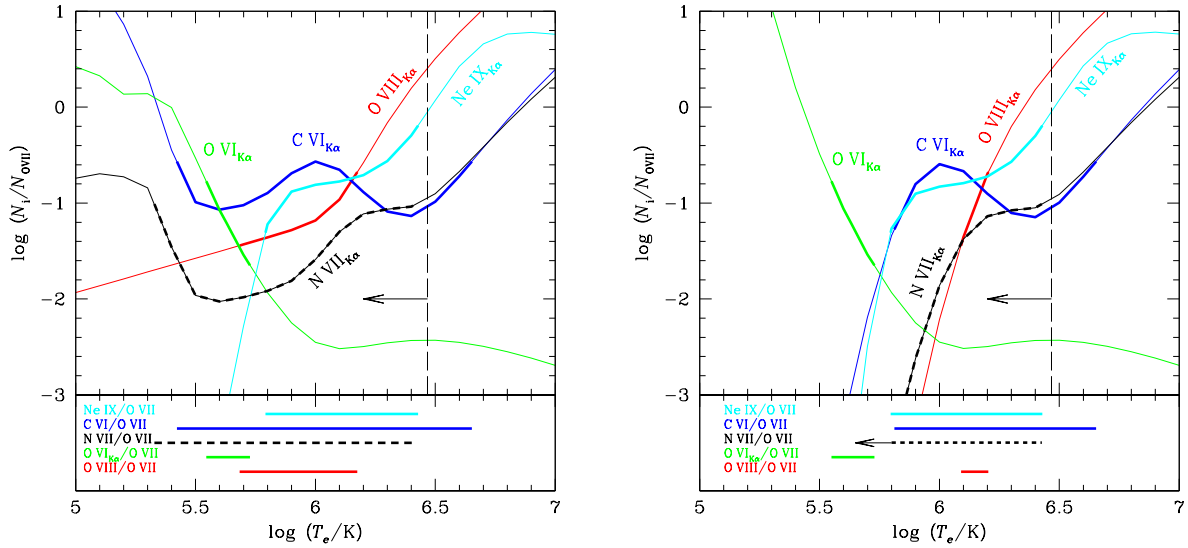 1
0
−1
−2
−3
log (N_i/N_OVII)
O VI_Kα
C VI_Kα
O VIII_Kα
Ne IX_Kα
N VII_Kα
Ne IX/O VII
C VI/O VII
N VII/O VII
O VI_Kα/O VII
O VIII/O VII
5
5.5
6
6.5
7
log (T_e/K)
1
0
−1
−2
−3
log (N_i/N_OVII)
O VI_Kα
C VI_Kα
O VIII_Kα
Ne IX_Kα
N VII_Kα
Ne IX/O VII
C VI/O VII
N VII/O VII
O VI_Kα/O VII
O VIII/O VII
5
5.5
6
6.5
7
log (T_e/K)